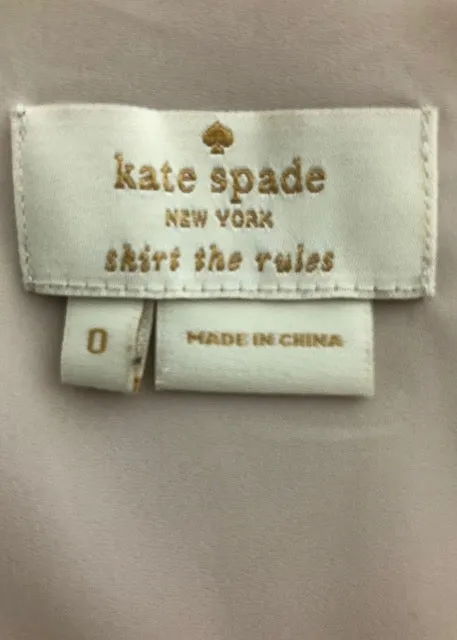 kate spade
NEW YORK
skirt the rules
0
MADE IN CHINA